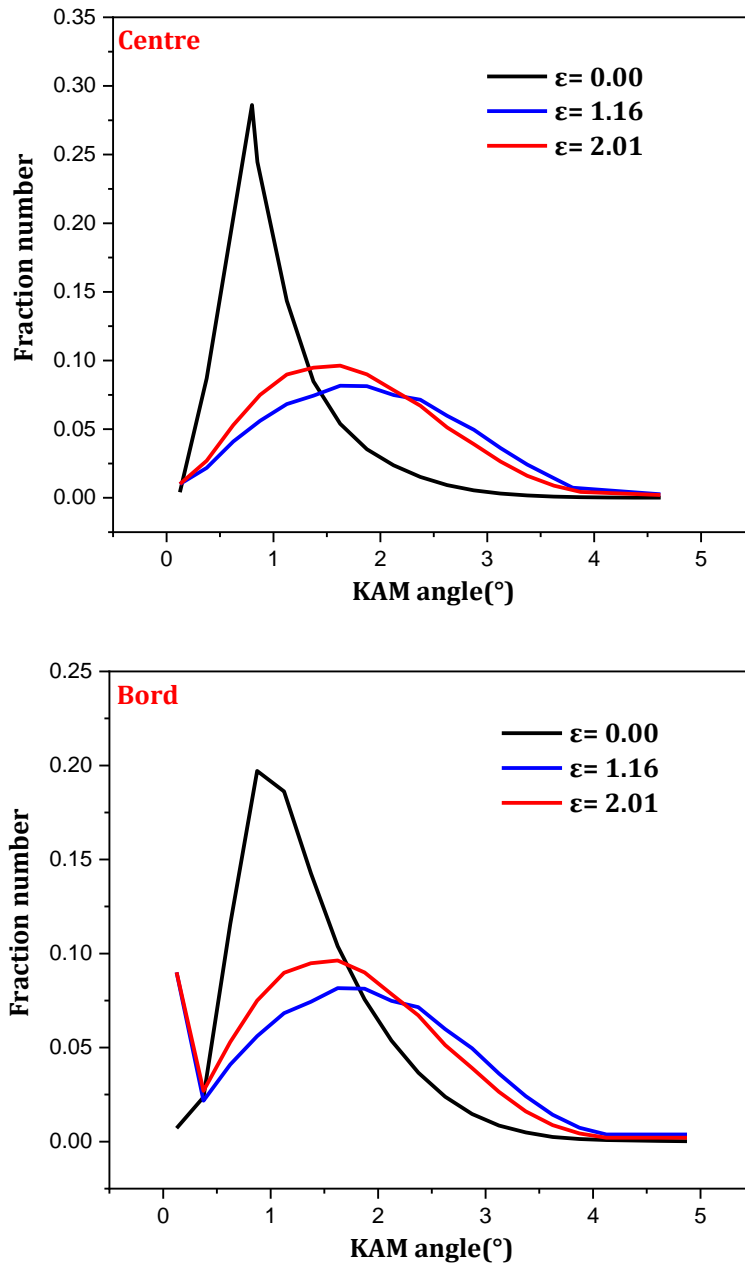 Centre
ε= 0.00
ε= 1.16
ε= 2.01
Fraction number
0.35
0.30
0.25
0.20
0.15
0.10
0.05
0.00
0 1 2 3 4 5
KAM angle(°)
Bord
ε= 0.00
ε= 1.16
ε= 2.01
Fraction number
0.25
0.20
0.15
0.10
0.05
0.00
0 1 2 3 4 5
KAM angle(°)